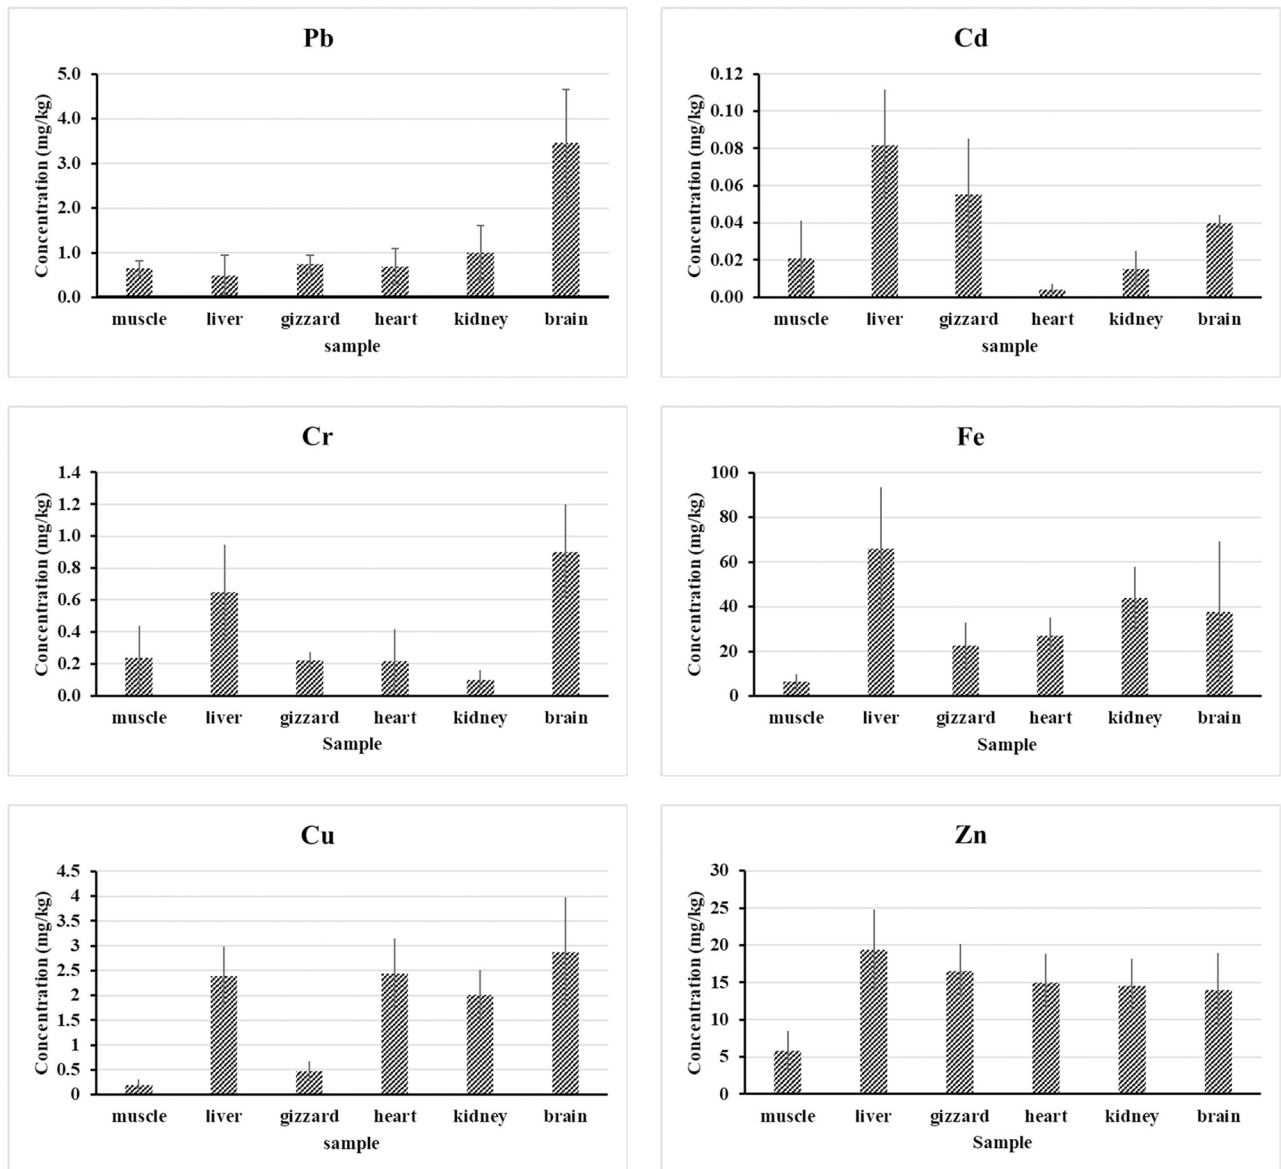 Pb
Concentration (mg/kg)
5.0
4.0
3.0
2.0
1.0
0.0
muscle liver gizzard heart kidney brain
sample
Cd
Concentration (mg/kg)
0.12
0.10
0.08
0.06
0.04
0.02
0.00
muscle liver gizzard heart kidney brain
sample
Cr
Concentration (mg/kg)
1.4
1.2
1.0
0.8
0.6
0.4
0.2
0.0
muscle liver gizzard heart kidney brain
Sample
Fe
Concentration (mg/kg)
100
80
60
40
20
0
muscle liver gizzard heart kidney brain
Sample
Cu
Concentration (mg/kg)
4.5
4
3.5
3
2.5
2
1.5
1
0.5
0
muscle liver gizzard heart kidney brain
sample
Zn
Concentration (mg/kg)
30
25
20
15
10
5
0
muscle liver gizzard heart kidney brain
Sample